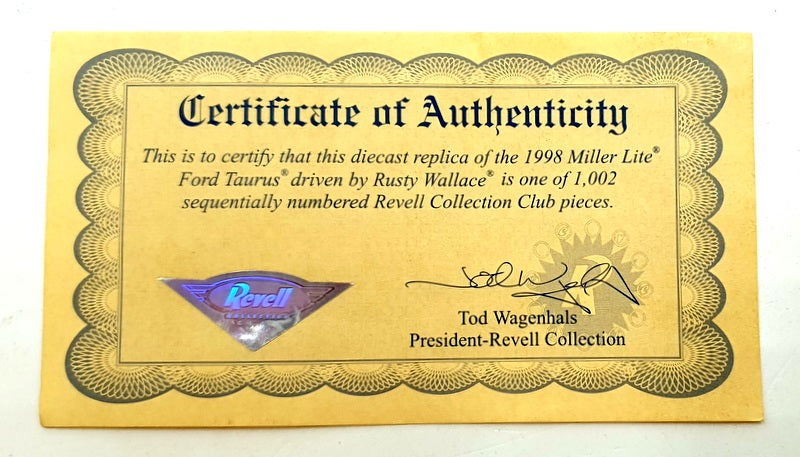 Certificate of Authenticity
This is to certify that this diecast replica of the 1998 Miller Lite®
Ford Taurus® driven by Rusty Wallace® is one of 1,002
sequentially numbered Revell Collection Club pieces.
Revell
COLLECTION
Tod Wagenhals
President-Revell Collection